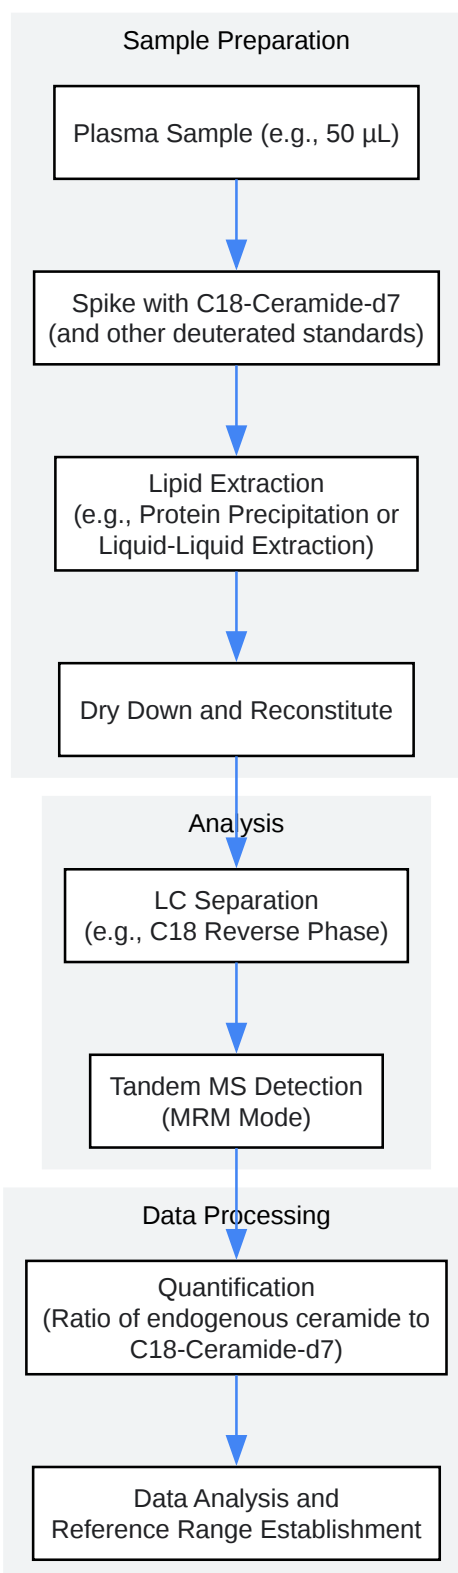 Sample Preparation
Plasma Sample (e.g., 50 µL)
Spike with C18-Ceramide-d7
(and other deuterated standards)
Lipid Extraction
(e.g., Protein Precipitation or
Liquid-Liquid Extraction)
Dry Down and Reconstitute
Analysis
LC Separation
(e.g., C18 Reverse Phase)
Tandem MS Detection
(MRM Mode)
Data Processing
Quantification
(Ratio of endogenous ceramide to
C18-Ceramide-d7)
Data Analysis and
Reference Range Establishment